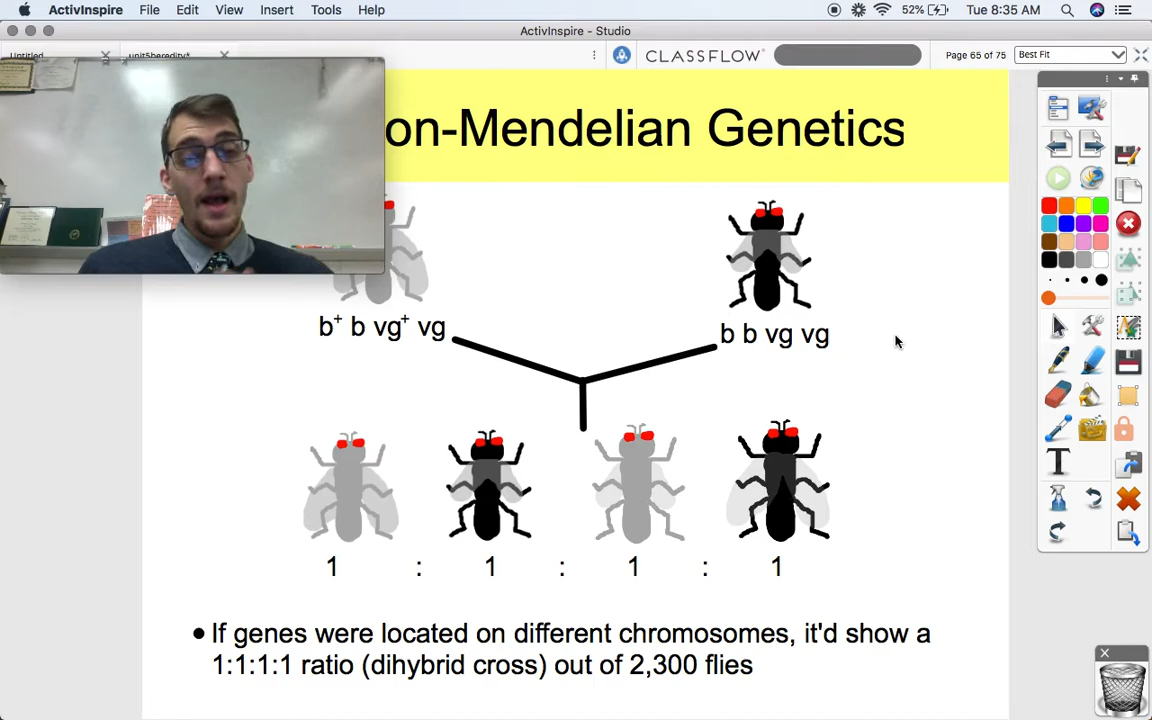 ActivInspire File Edit View Insert Tools Help 52% Tue 8:35 AM
ActivInspire - Studio
Untitled unit5heredity*
CLASSFLOW Page 65 of 75 Best Fit
on-Mendelian Genetics
b+ b vg+ vg
b b vg vg
1 : 1 : 1 : 1
• If genes were located on different chromosomes, it'd show a
1:1:1:1 ratio (dihybrid cross) out of 2,300 flies
T